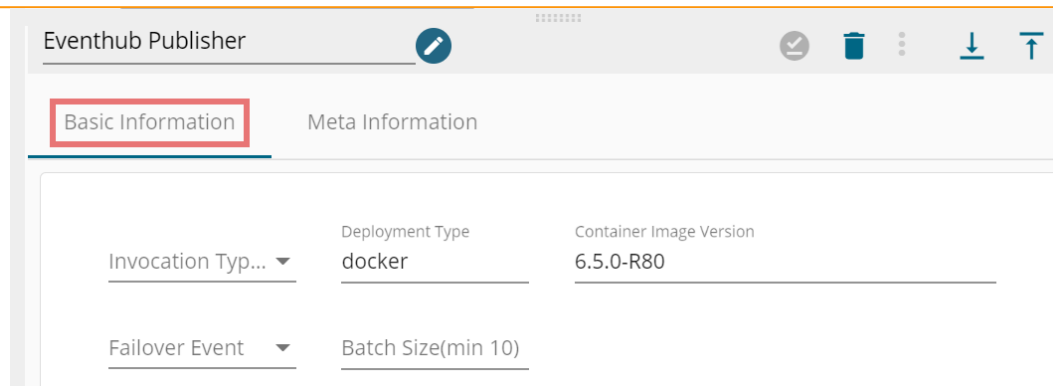 Eventhub Publisher
Basic Information
Meta Information
Deployment Type
Container Image Version
Invocation Typ...
docker
6.5.0-R80
Failover Event
Batch Size(min 10)